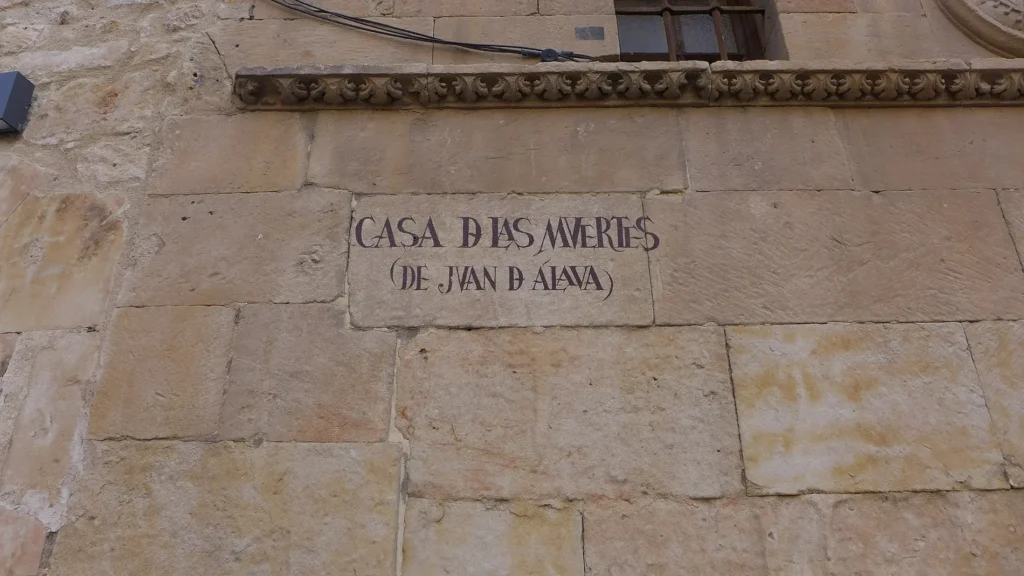 CASA D LAS MVERTES
(DE JVAN D ÁLAVA)